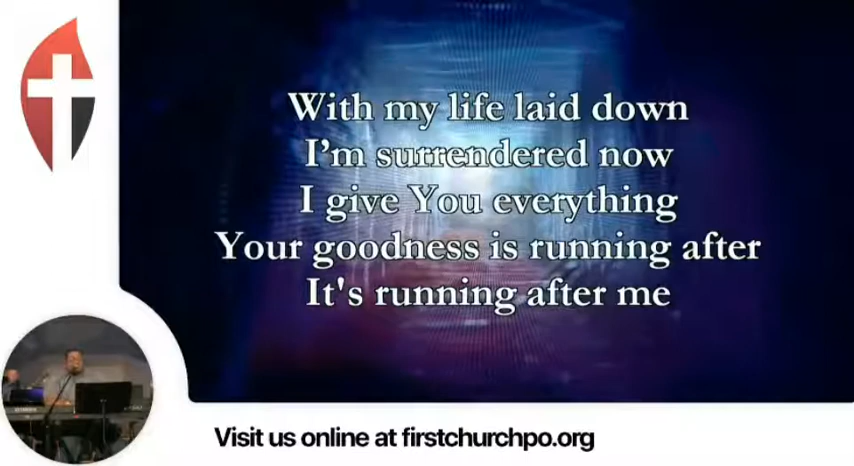 With my life laid down
I'm surrendered now
I give You everything
Your goodness is running after
It's running after me
Visit us online at firstchurchpo.org